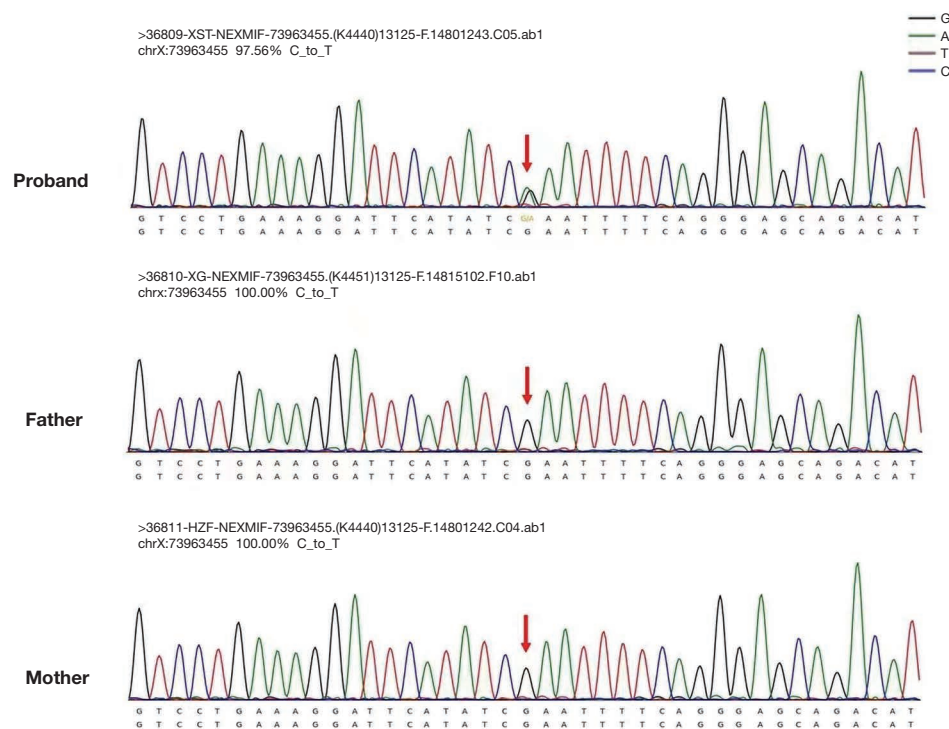 >36809-XST-NEXMIF-73963455.(K4440)13125-F.14801243.C05.ab1
chrX:73963455 97.56% C_to_T
G
A
T
C
Proband
G T C C T G A A A G G A T T C A T A T C G/A A A T T T T C A G G G A G C A G A C A T
G T C C T G A A A G G A T T C A T A T C G A A T T T T C A G G G A G C A G A C A T
>36810-XG-NEXMIF-73963455.(K4451)13125-F.14815102.F10.ab1
chrx:73963455 100.00% C_to_T
Father
G T C C T G A A A G G A T T C A T A T C G A A T T T T C A G G G A G C A G A C A T
G T C C T G A A A G G A T T C A T A T C G A A T T T T C A G G G A G C A G A C A T
>36811-HZF-NEXMIF-73963455.(K4440)13125-F.14801242.C04.ab1
chrX:73963455 100.00% C_to_T
Mother
G T C C T G A A A G G A T T C A T A T C G A A T T T T C A G G G A G C A G A C A T
G T C C T G A A A G G A T T C A T A T C G A A T T T T C A G G G A G C A G A C A T